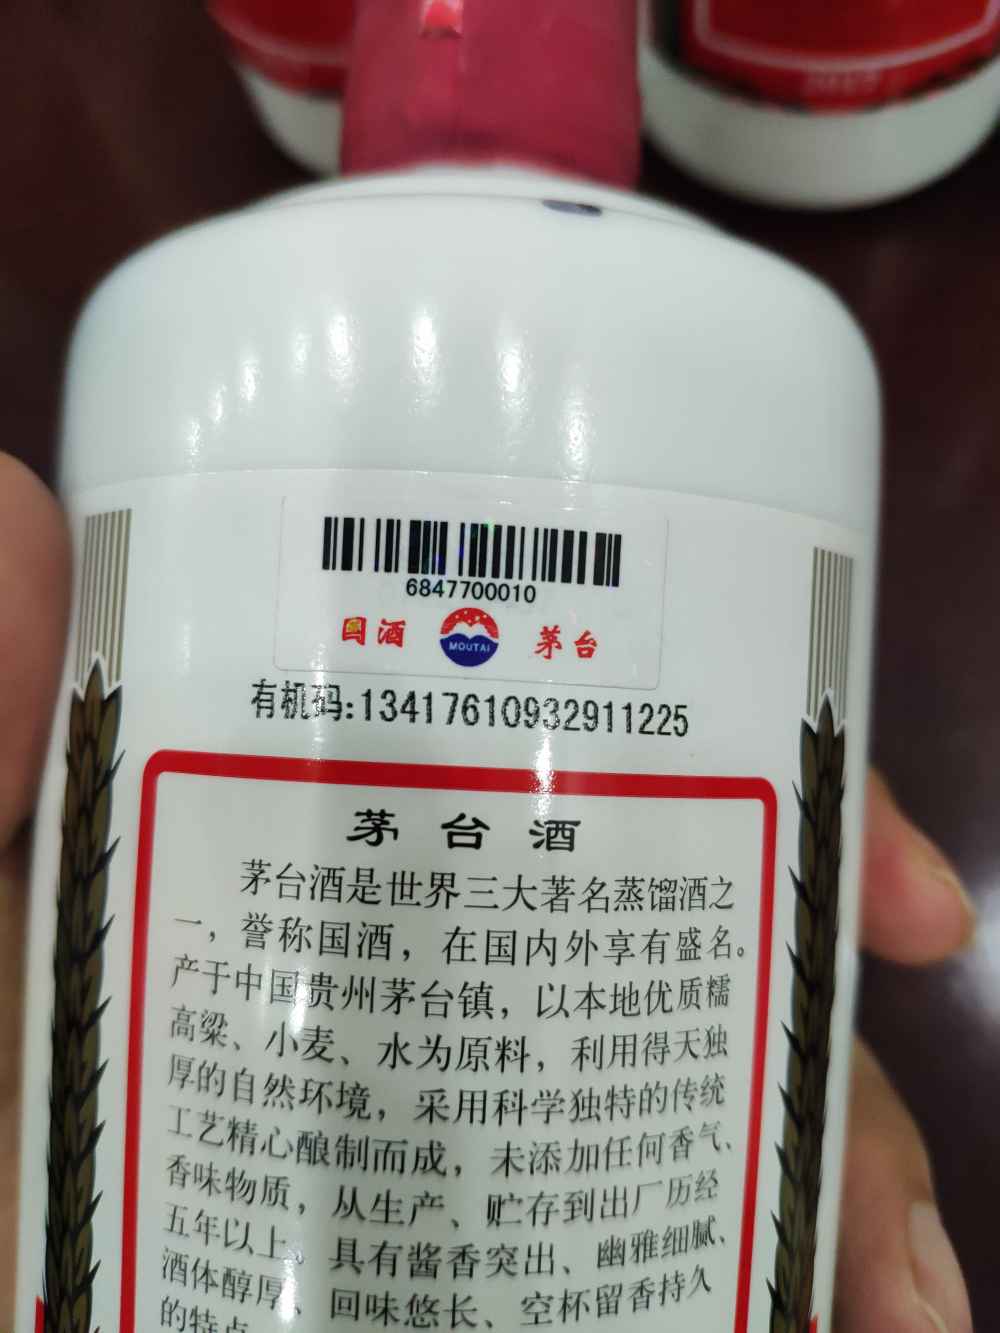 6847700010
国酒 MOUTAI 茅台
有机码:13417610932911225
茅台酒
茅台酒是世界三大著名蒸馏酒之
一，誉称国酒，在国内外享有盛名。
产于中国贵州茅台镇，以本地优质糯
高粱、小麦、水为原料，利用得天独
厚的自然环境，采用科学独特的传统
工艺精心酿制而成，未添加任何香气、
香味物质，从生产、贮存到出厂历经
五年以上。具有酱香突出、幽雅细腻、
酒体醇厚、回味悠长、空杯留香持久
的特点